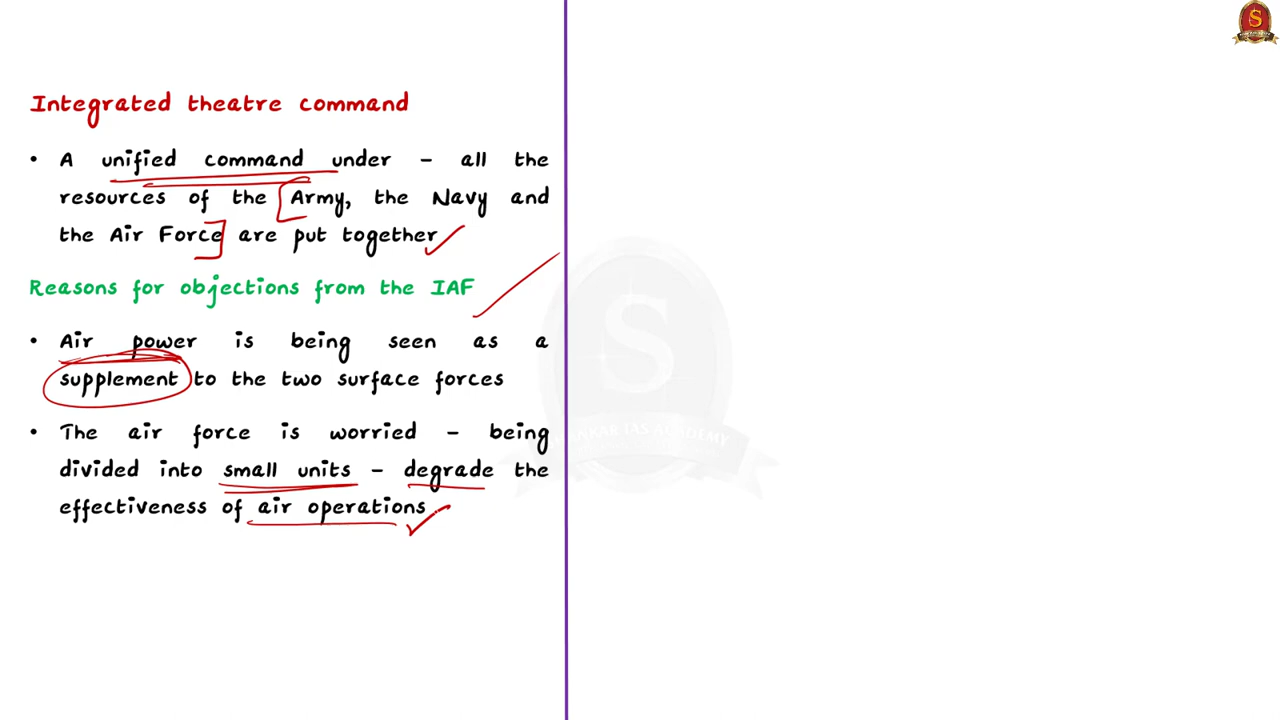 Integrated theatre command
• A unified command under - all the
resources of the Army, the Navy and
the Air Force are put together
Reasons for objections from the IAF
• Air power is being seen as a
supplement to the two surface forces
• The air force is worried - being
divided into small units - degrade the
effectiveness of air operations
S
S
ACADEMY